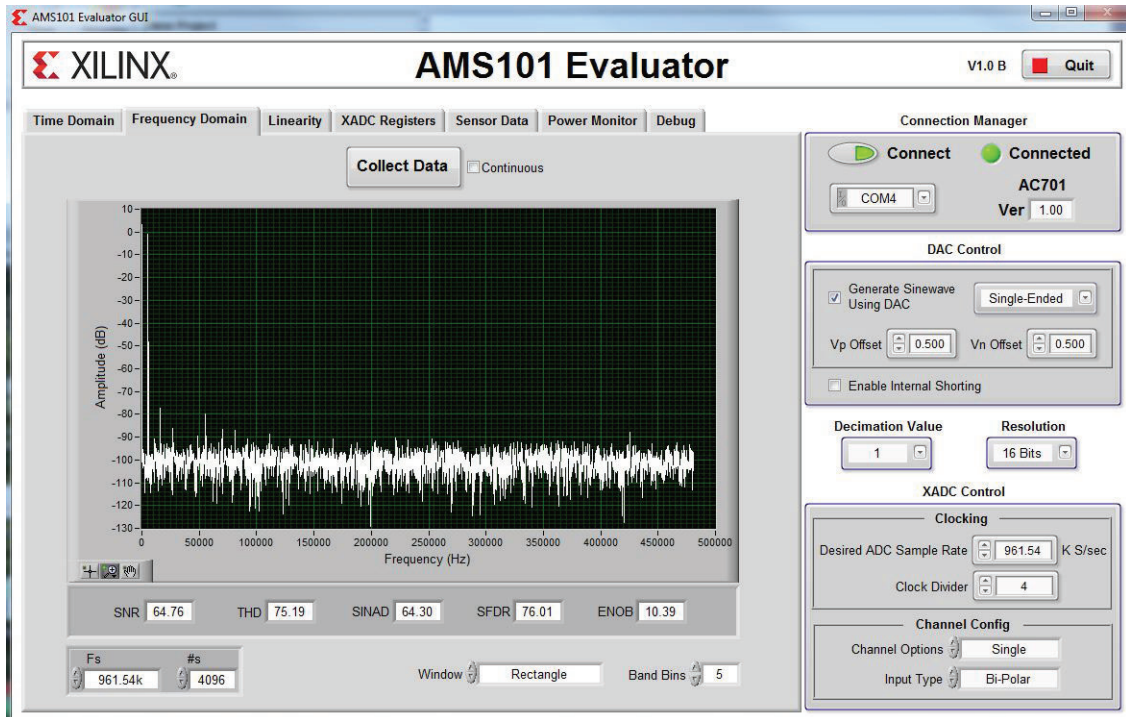 AMS101 Evaluator GUI
XILINX®
AMS101 Evaluator
V1.0 B
Quit
Time Domain
Frequency Domain
Linearity
XADC Registers
Sensor Data
Power Monitor
Debug
Collect Data
Continuous
10
0
-10
-20
-30
-40
-50
-60
-70
-80
-90
-100
-110
-120
-130
Amplitude (dB)
0
50000
100000
150000
200000
250000
300000
350000
400000
450000
500000
Frequency (Hz)
SNR 64.76
THD 75.19
SINAD 64.30
SFDR 76.01
ENOB 10.39
Fs
961.54k
#s
4096
Window Rectangle
Band Bins 5
Connection Manager
Connect
Connected
COM4
AC701
Ver 1.00
DAC Control
Generate Sinewave
Using DAC
Single-Ended
Vp Offset 0.500
Vn Offset 0.500
Enable Internal Shorting
Decimation Value
1
Resolution
16 Bits
XADC Control
Clocking
Desired ADC Sample Rate 961.54 K S/sec
Clock Divider 4
Channel Config
Channel Options Single
Input Type Bi-Polar